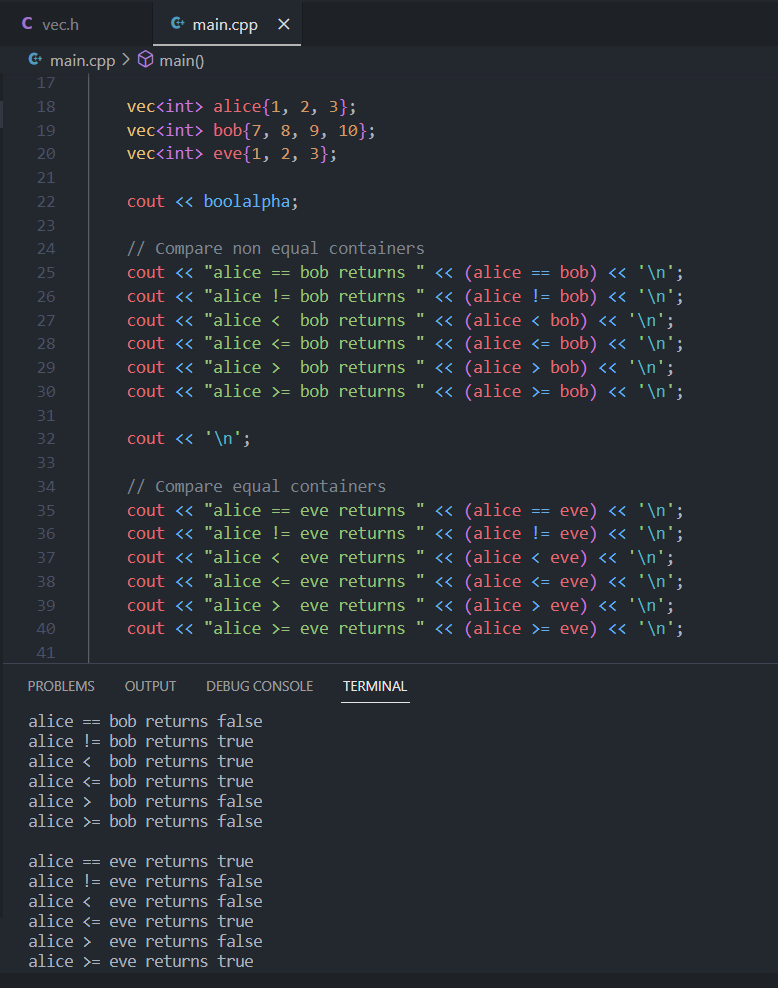 vec.h main.cpp
main.cpp > main()
17
18 vec<int> alice{1, 2, 3};
19 vec<int> bob{7, 8, 9, 10};
20 vec<int> eve{1, 2, 3};
21
22 cout << boolalpha;
23
24 // Compare non equal containers
25 cout << "alice == bob returns " << (alice == bob) << '\n';
26 cout << "alice != bob returns " << (alice != bob) << '\n';
27 cout << "alice <  bob returns " << (alice < bob) << '\n';
28 cout << "alice <= bob returns " << (alice <= bob) << '\n';
29 cout << "alice >  bob returns " << (alice > bob) << '\n';
30 cout << "alice >= bob returns " << (alice >= bob) << '\n';
31
32 cout << '\n';
33
34 // Compare equal containers
35 cout << "alice == eve returns " << (alice == eve) << '\n';
36 cout << "alice != eve returns " << (alice != eve) << '\n';
37 cout << "alice <  eve returns " << (alice < eve) << '\n';
38 cout << "alice <= eve returns " << (alice <= eve) << '\n';
39 cout << "alice >  eve returns " << (alice > eve) << '\n';
40 cout << "alice >= eve returns " << (alice >= eve) << '\n';
41
PROBLEMS OUTPUT DEBUG CONSOLE TERMINAL
alice == bob returns false
alice != bob returns true
alice <  bob returns true
alice <= bob returns true
alice >  bob returns false
alice >= bob returns false

alice == eve returns true
alice != eve returns false
alice <  eve returns false
alice <= eve returns true
alice >  eve returns false
alice >= eve returns true